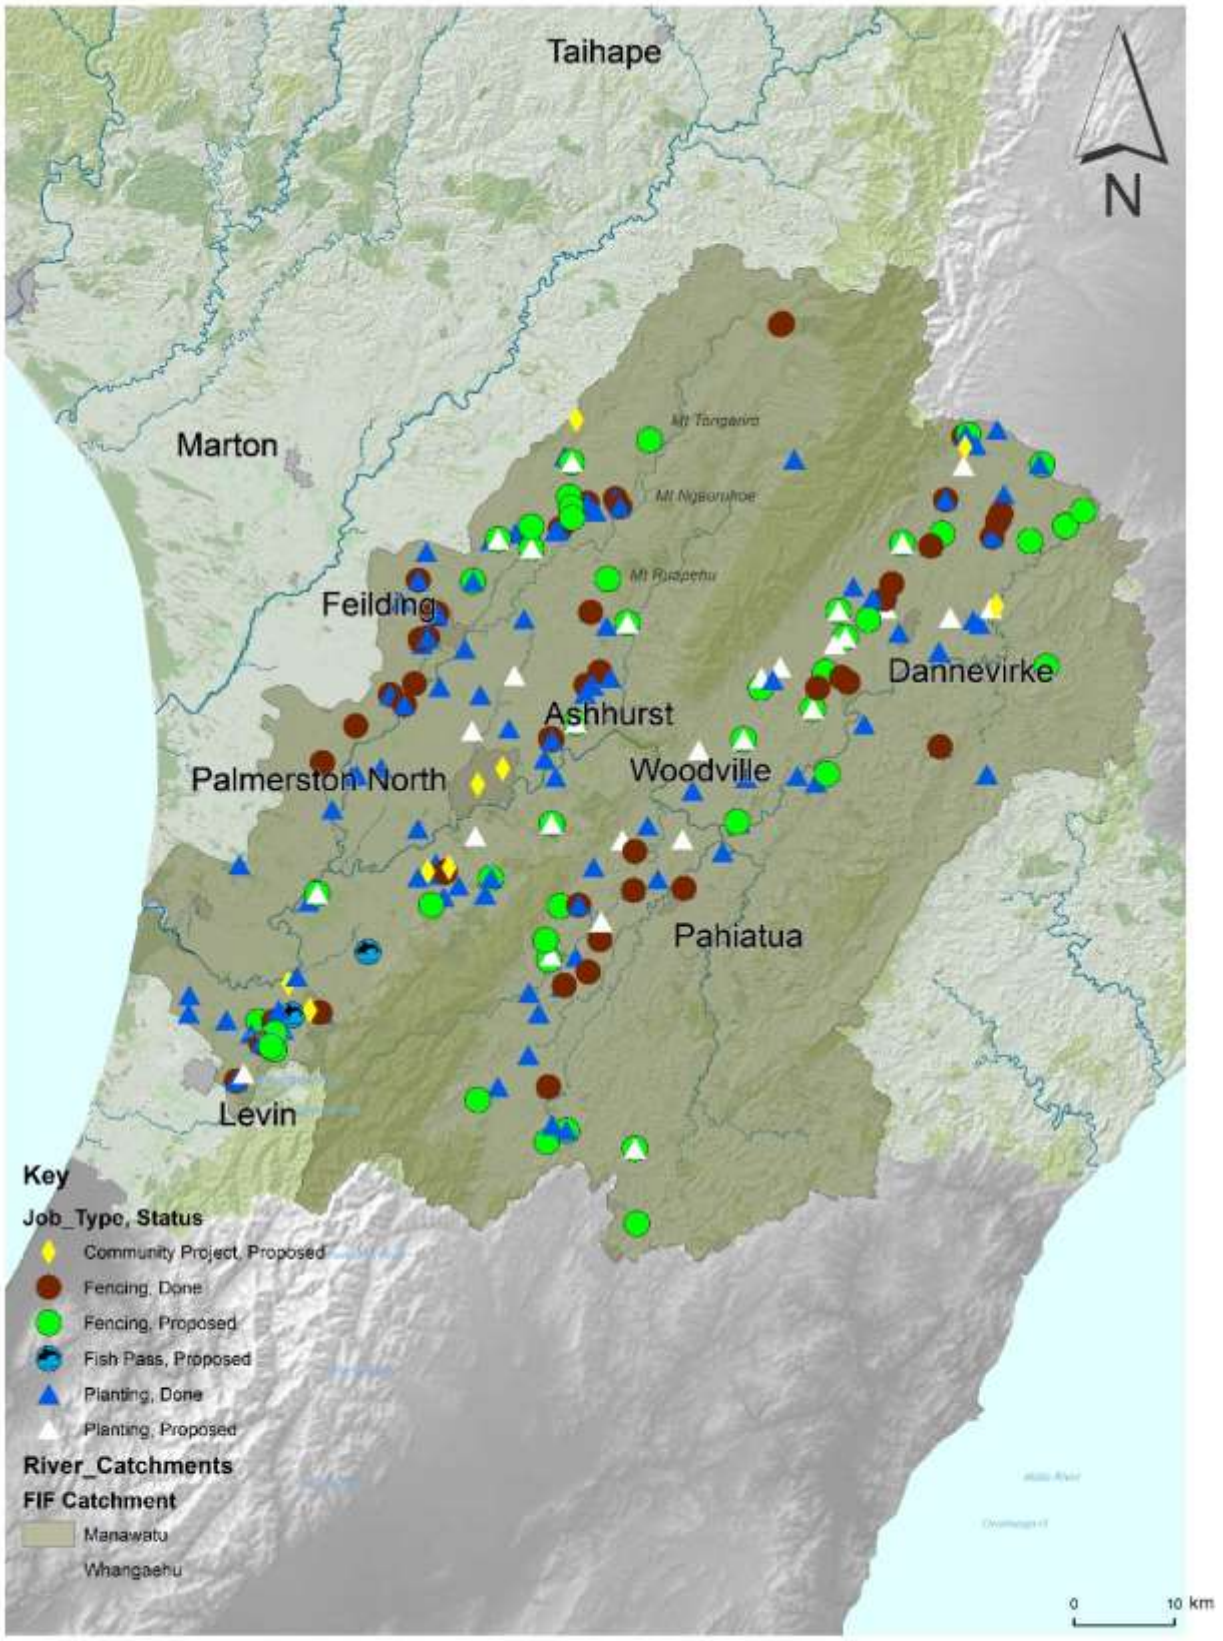 Taihape
N
Marton
Mt Tongariro
Mt Ngauruhoe
Mt Ruapehu
Feilding
Dannevirke
Ashhurst
Palmerston North
Woodville
Pahiatua
Levin
Key
Job_Type, Status
Community Project, Proposed
Fencing, Done
Fencing, Proposed
Fish Pass, Proposed
Planting, Done
Planting, Proposed
River_Catchments
FIF Catchment
Manawatu
Whangaehu
0 10 km